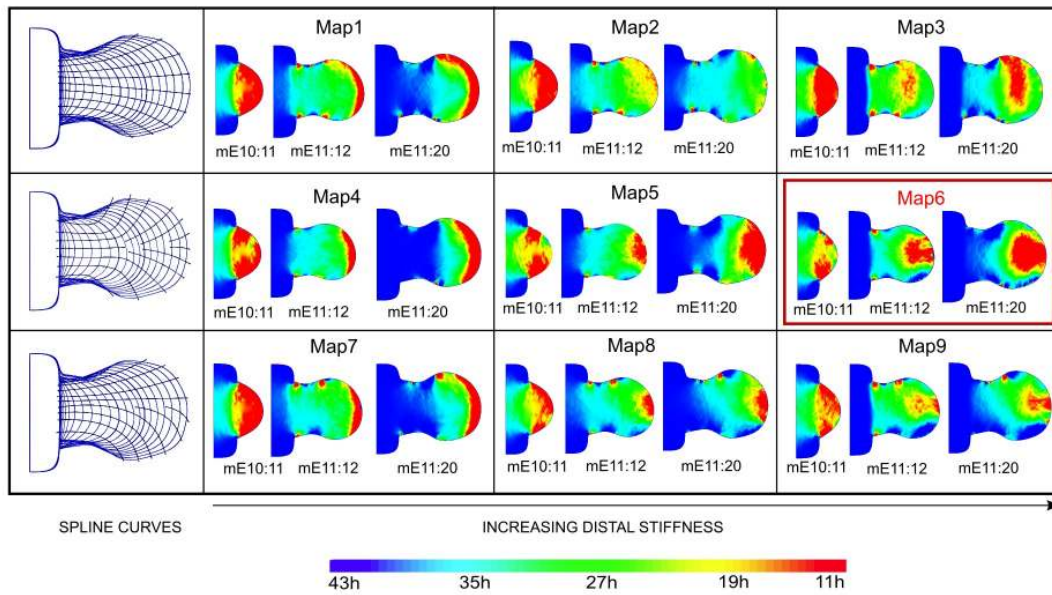 Map1
Map2
Map3
mE10:11 mE11:12 mE11:20
mE10:11 mE11:12 mE11:20
mE10:11 mE11:12 mE11:20
Map4
Map5
Map6
mE10:11 mE11:12 mE11:20
mE10:11 mE11:12 mE11:20
mE10:11 mE11:12 mE11:20
Map7
Map8
Map9
mE10:11 mE11:12 mE11:20
mE10:11 mE11:12 mE11:20
mE10:11 mE11:12 mE11:20
SPLINE CURVES
INCREASING DISTAL STIFFNESS
43h 35h 27h 19h 11h